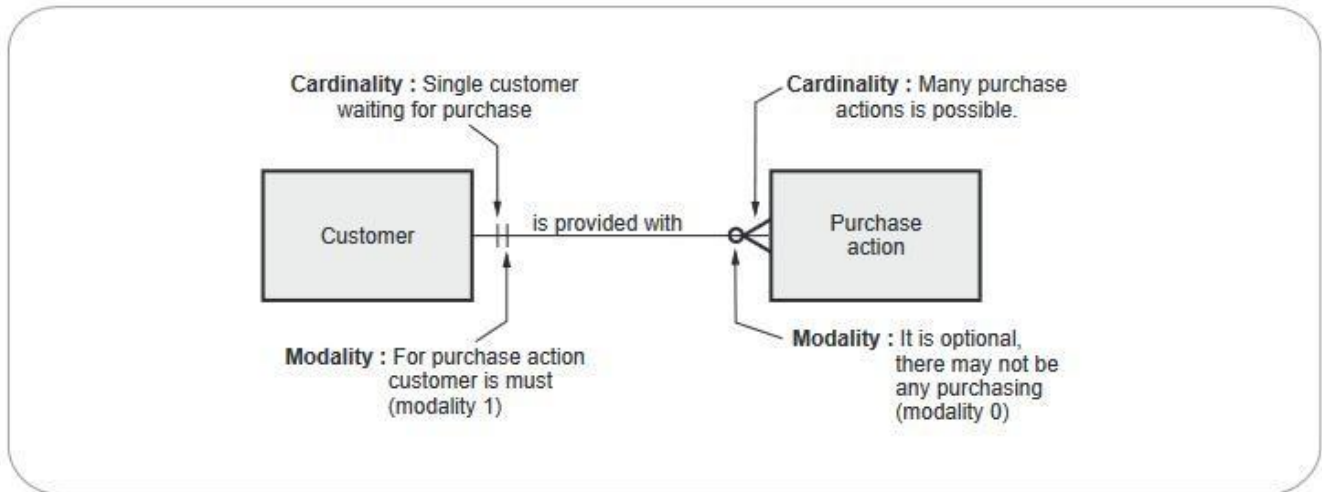 Cardinality : Single customer
waiting for purchase
Cardinality : Many purchase
actions is possible.
Customer
is provided with
Purchase
action
Modality : For purchase action
customer is must
(modality 1)
Modality : It is optional,
there may not be
any purchasing
(modality 0)